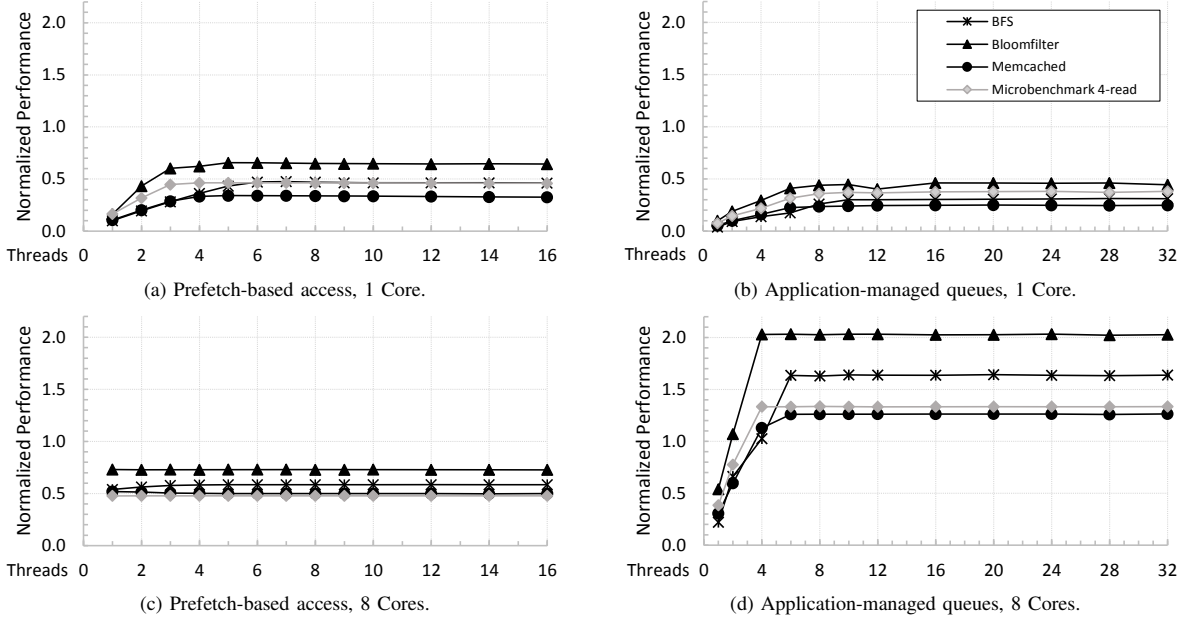 Normalized Performance
2.0
1.5
1.0
0.5
0.0
Threads 0 2 4 6 8 10 12 14 16
(a) Prefetch-based access, 1 Core.
Normalized Performance
2.0
1.5
1.0
0.5
0.0
BFS
Bloomfilter
Memcached
Microbenchmark 4-read
Threads 0 4 8 12 16 20 24 28 32
(b) Application-managed queues, 1 Core.
Normalized Performance
2.0
1.5
1.0
0.5
0.0
Threads 0 2 4 6 8 10 12 14 16
(c) Prefetch-based access, 8 Cores.
Normalized Performance
2.0
1.5
1.0
0.5
0.0
Threads 0 4 8 12 16 20 24 28 32
(d) Application-managed queues, 8 Cores.